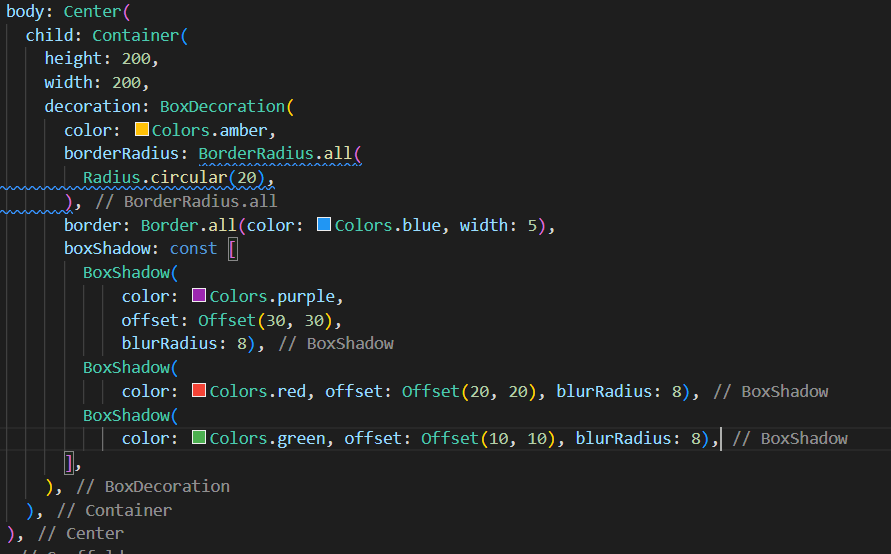 body: Center(
  child: Container(
    height: 200,
    width: 200,
    decoration: BoxDecoration(
      color: Colors.amber,
      borderRadius: BorderRadius.all(
        Radius.circular(20),
      ), // BorderRadius.all
      border: Border.all(color: Colors.blue, width: 5),
      boxShadow: const [
        BoxShadow(
            color: Colors.purple,
            offset: Offset(30, 30),
            blurRadius: 8), // BoxShadow
        BoxShadow(
            color: Colors.red, offset: Offset(20, 20), blurRadius: 8), // BoxShadow
        BoxShadow(
            color: Colors.green, offset: Offset(10, 10), blurRadius: 8), // BoxShadow
      ],
    ), // BoxDecoration
  ), // Container
), // Center